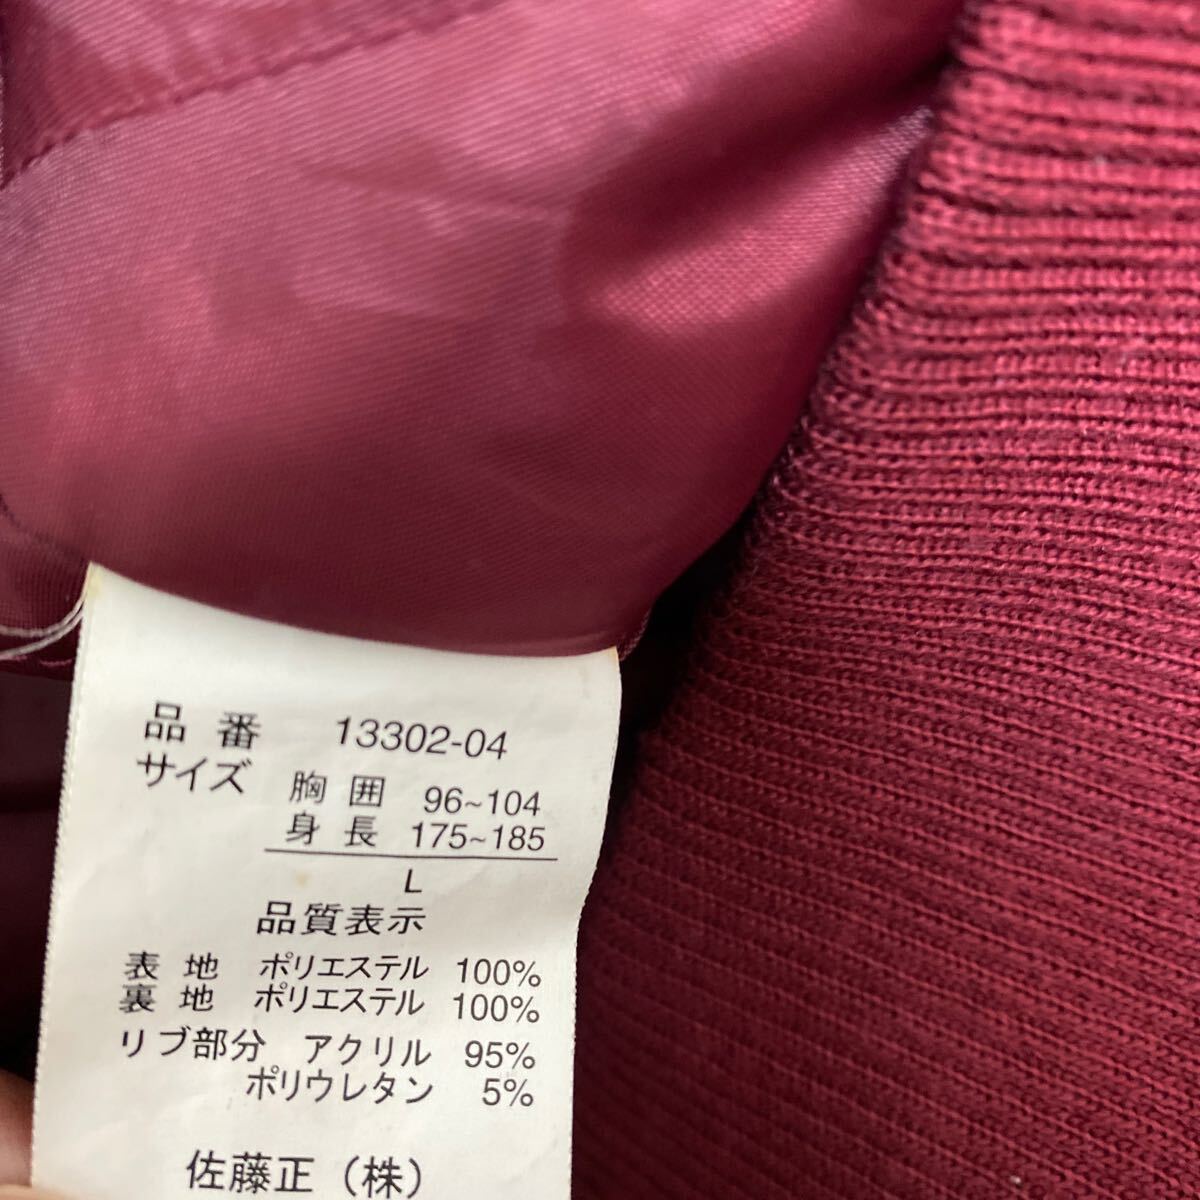 品番 13302-04
サイズ 胸囲 96~104
身長 175~185
L
品質表示
表地 ポリエステル 100%
裏地 ポリエステル 100%
リブ部分 アクリル 95%
ポリウレタン 5%
佐藤正(株)